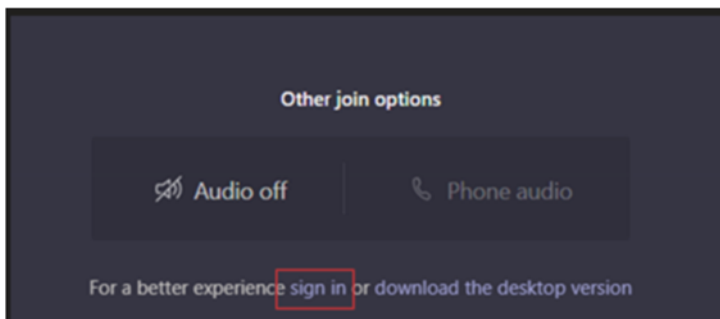 Other join options
Audio off Phone audio
For a better experience sign in or download the desktop version